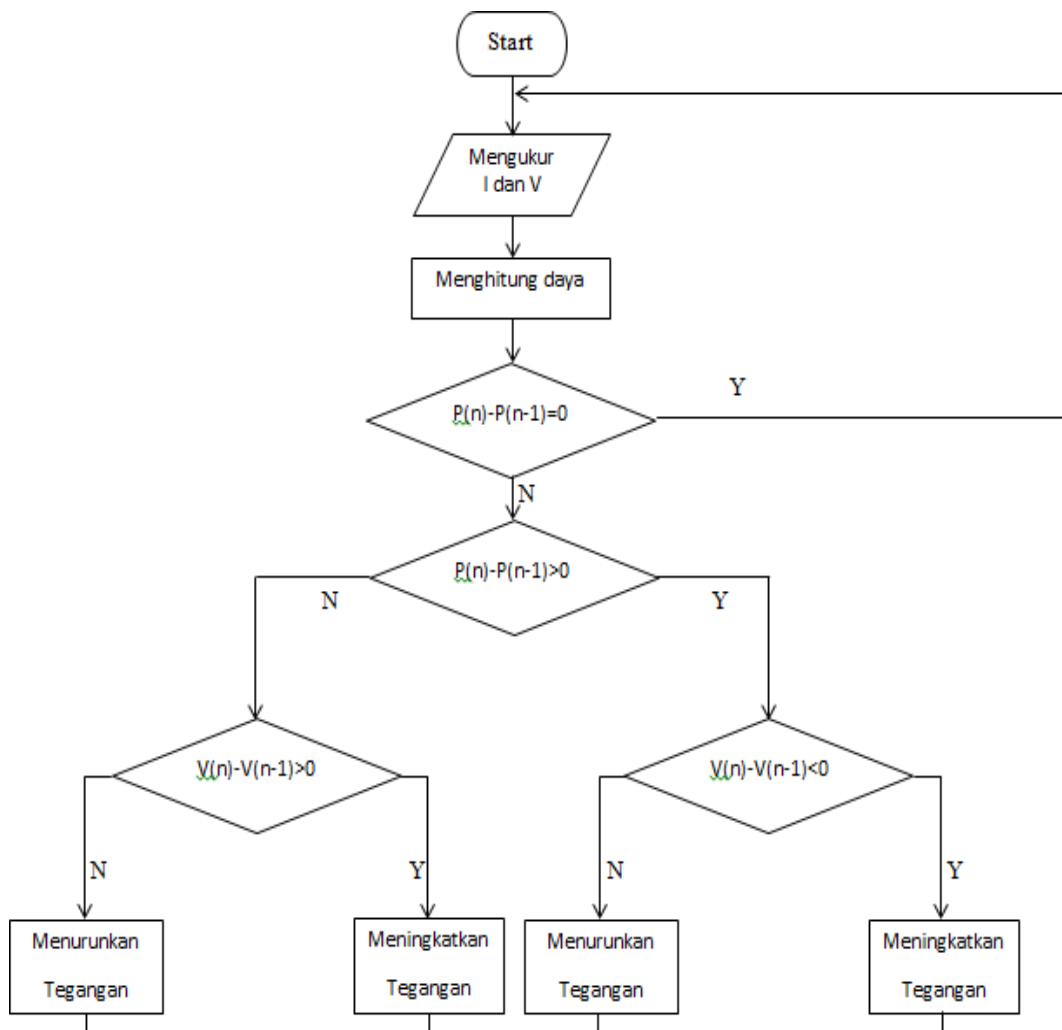 Start
Mengukur
I dan V
Menghitung daya
P(n)-P(n-1)=0
Y
N
P(n)-P(n-1)>0
N
Y
V(n)-V(n-1)>0
V(n)-V(n-1)<0
N
Y
N
Y
Menurunkan
Tegangan
Meningkatkan
Tegangan
Menurunkan
Tegangan
Meningkatkan
Tegangan